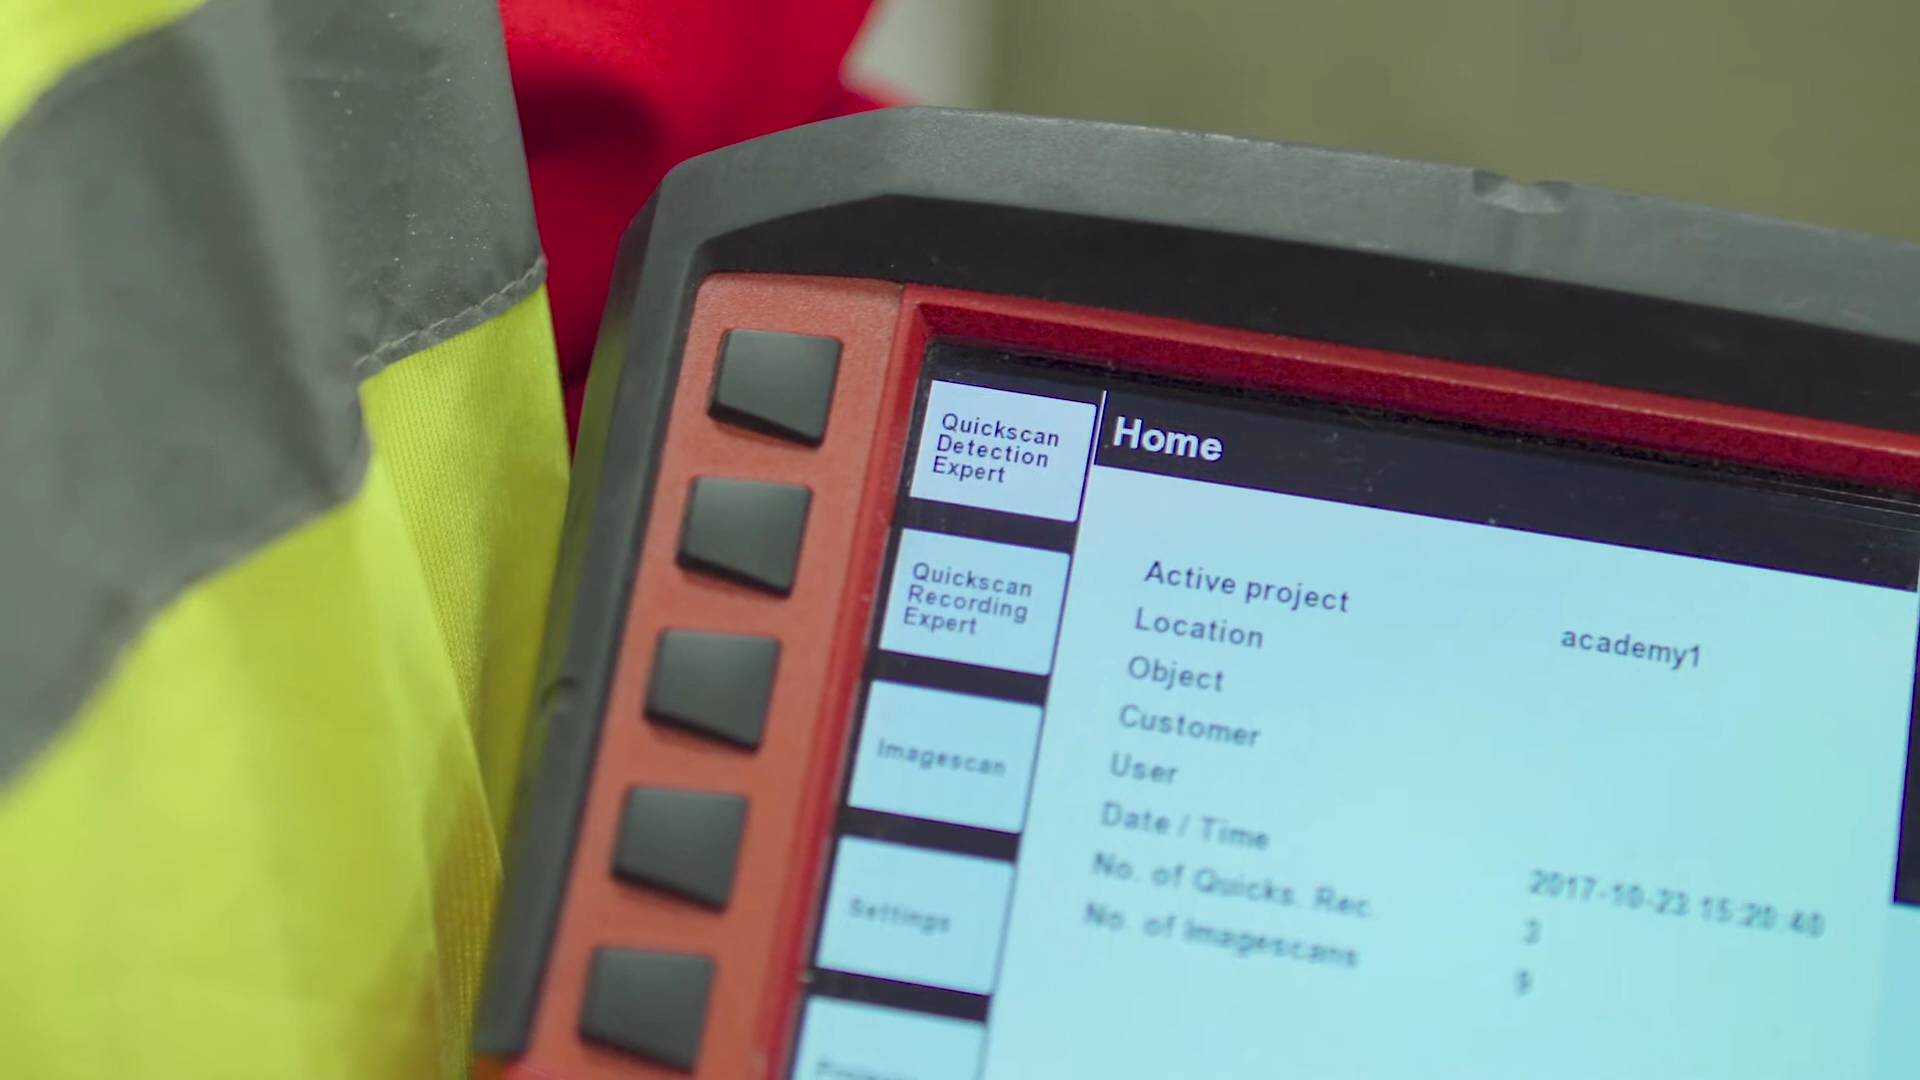 Quickscan
Detection
Expert
Quickscan
Recording
Expert
Imagescan
Settings
Home
Active project
academy1
Location
Object
Customer
User
Date / Time
2017-10-23 15:20:40
No. of Quicks. Rec.
3
No. of Imagescans
9